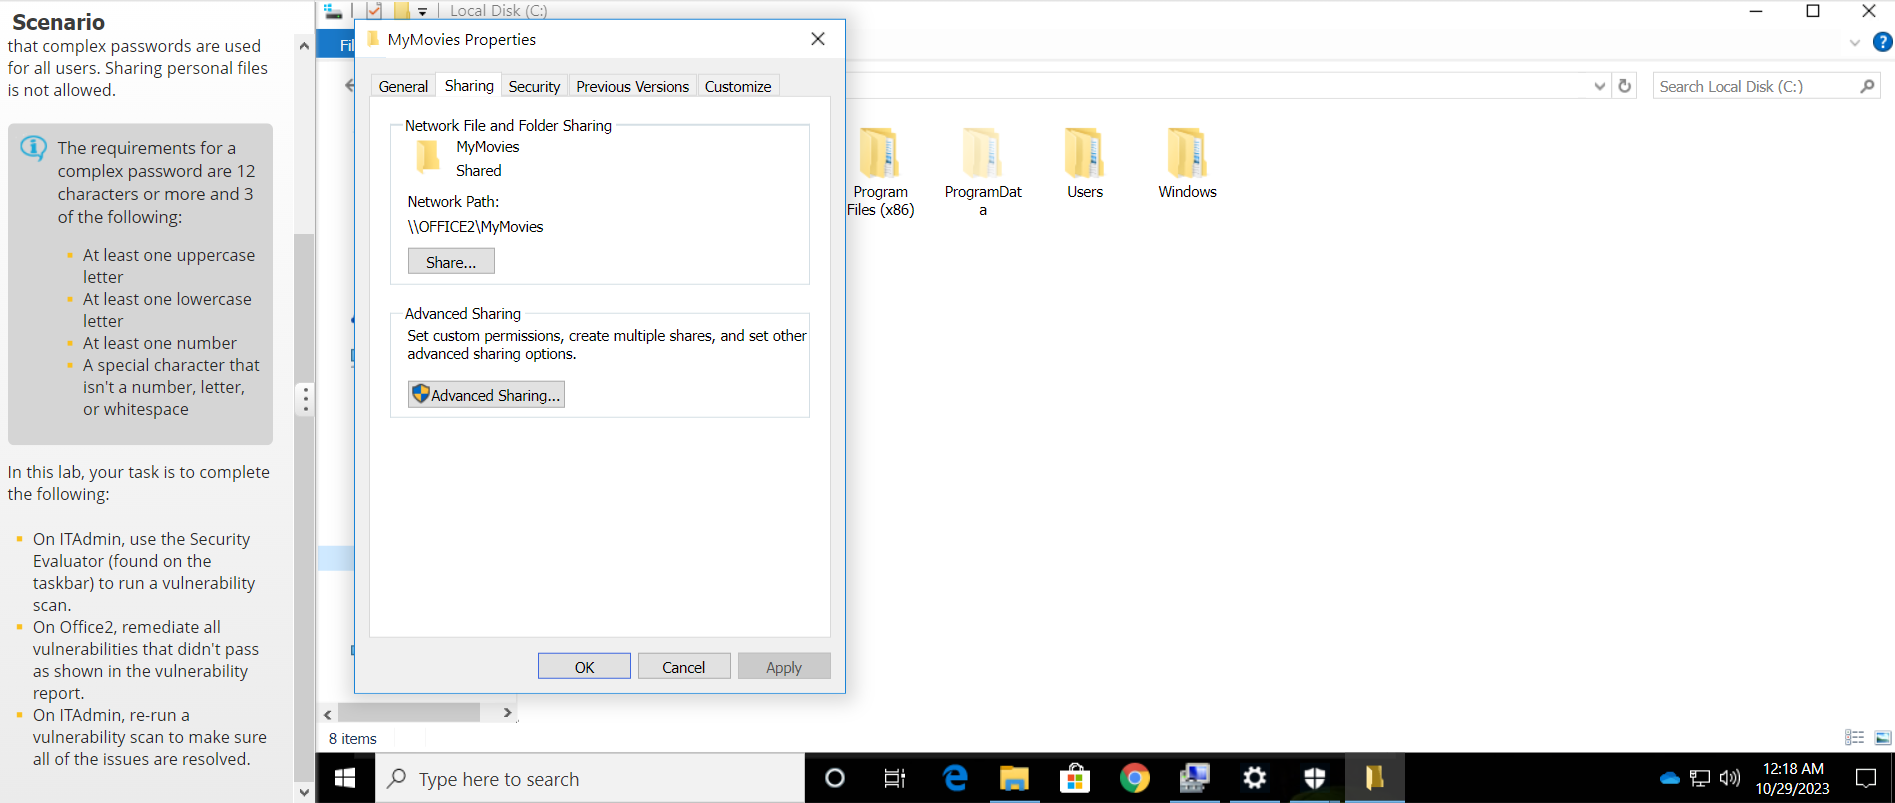 Scenario
that complex passwords are used
for all users. Sharing personal files
is not allowed.
The requirements for a
complex password are 12
characters or more and 3
of the following:
At least one uppercase
letter
At least one lowercase
letter
At least one number
A special character that
isn't a number, letter,
or whitespace
In this lab, your task is to complete
the following:
On ITAdmin, use the Security
Evaluator (found on the
taskbar) to run a vulnerability
scan.
On Office2, remediate all
vulnerabilities that didn't pass
as shown in the vulnerability
report.
On ITAdmin, re-run a
vulnerability scan to make sure
all of the issues are resolved.
Local Disk (C:)
Fil
MyMovies Properties
General Sharing Security Previous Versions Customize
Network File and Folder Sharing
MyMovies
Shared
Network Path:
\\OFFICE2\MyMovies
Share...
Advanced Sharing
Set custom permissions, create multiple shares, and set other
advanced sharing options.
Advanced Sharing...
OK Cancel Apply
Search Local Disk (C:)
Program
Files (x86)
ProgramDat
a
Users
Windows
8 items
Type here to search
12:18 AM
10/29/2023